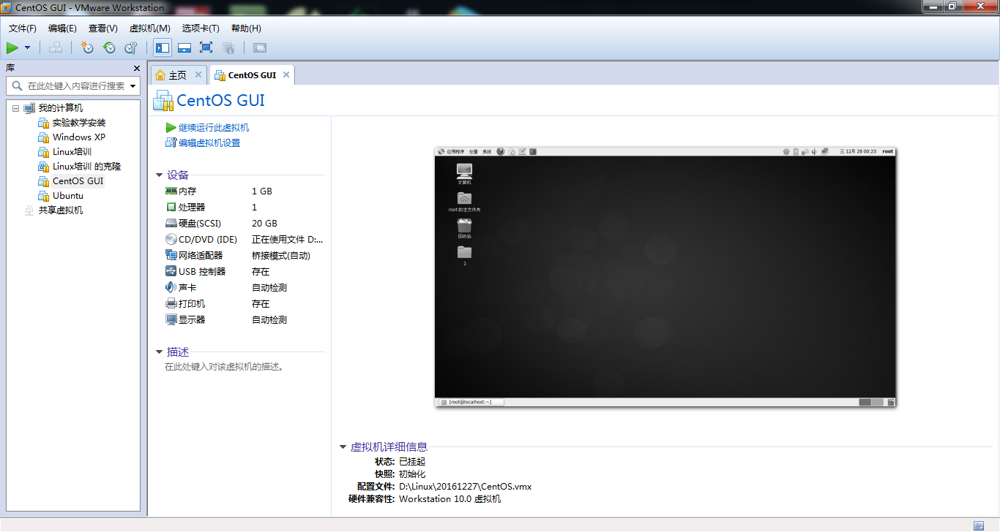 CentOS GUI - VMware Workstation
文件(F) 编辑(E) 查看(V) 虚拟机(M) 选项卡(T) 帮助(H)
库
在此处键入内容进行搜索
我的计算机
实验教学安装
Windows XP
Linux培训
Linux培训 的克隆
CentOS GUI
Ubuntu
共享虚拟机
主页
CentOS GUI
CentOS GUI
继续运行此虚拟机
编辑虚拟机设置
设备
内存 1 GB
处理器 1
硬盘(SCSI) 20 GB
CD/DVD (IDE) 正在使用文件 D:...
网络适配器 桥接模式(自动)
USB 控制器 存在
声卡 自动检测
打印机 存在
显示器 自动检测
描述
在此处键入对该虚拟机的描述。
应用程序 位置 系统 三 12月 28 00:23 root
计算机
root 的主文件夹
回收站
1
[root@localhost:~]
虚拟机详细信息
状态: 已挂起
快照: 初始化
配置文件: D:\Linux\20161227\CentOS.vmx
硬件兼容性: Workstation 10.0 虚拟机